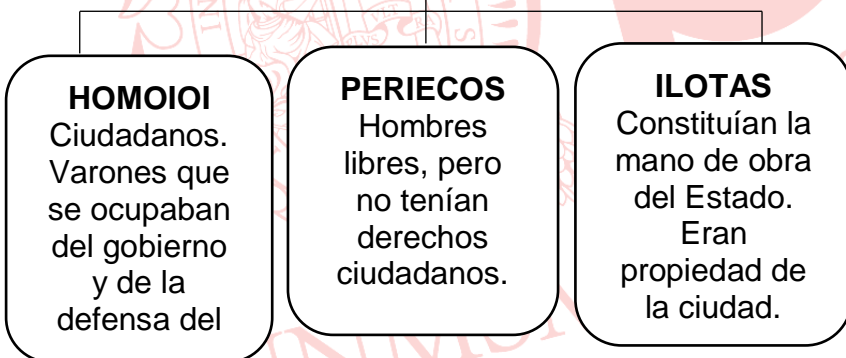 HOMOIOI
Ciudadanos.
Varones que
se ocupaban
del gobierno
y de la
defensa del
PERIECOS
Hombres
libres, pero
no tenían
derechos
ciudadanos.
ILOTAS
Constituían la
mano de obra
del Estado.
Eran
propiedad de
la ciudad.